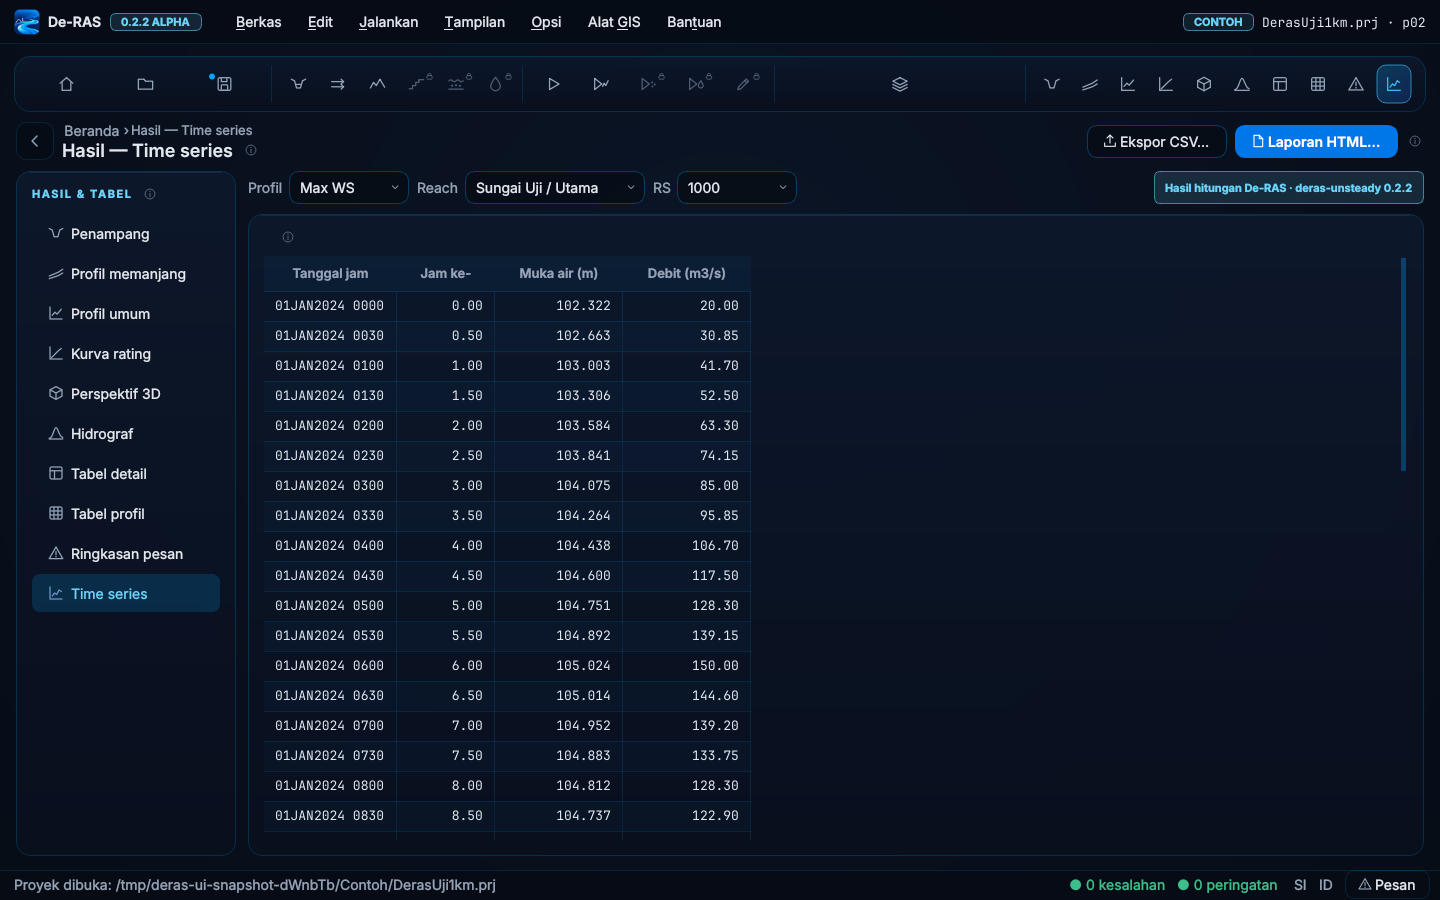 De-RAS 0.2.2 ALPHA Berkas Edit Jalankan Tampilan Opsi Alat GIS Bantuan CONTOH DerasUji1km.prj · p02
Beranda › Hasil — Time series
Hasil — Time series
Ekspor CSV... Laporan HTML...
HASIL & TABEL
Penampang
Profil memanjang
Profil umum
Kurva rating
Perspektif 3D
Hidrograf
Tabel detail
Tabel profil
Ringkasan pesan
Time series
Profil Max WS Reach Sungai Uji / Utama RS 1000 Hasil hitungan De-RAS · deras-unsteady 0.2.2
Tanggal jam Jam ke- Muka air (m) Debit (m3/s)
01JAN2024 0000 0.00 102.322 20.00
01JAN2024 0030 0.50 102.663 30.85
01JAN2024 0100 1.00 103.003 41.70
01JAN2024 0130 1.50 103.306 52.50
01JAN2024 0200 2.00 103.584 63.30
01JAN2024 0230 2.50 103.841 74.15
01JAN2024 0300 3.00 104.075 85.00
01JAN2024 0330 3.50 104.264 95.85
01JAN2024 0400 4.00 104.438 106.70
01JAN2024 0430 4.50 104.600 117.50
01JAN2024 0500 5.00 104.751 128.30
01JAN2024 0530 5.50 104.892 139.15
01JAN2024 0600 6.00 105.024 150.00
01JAN2024 0630 6.50 105.014 144.60
01JAN2024 0700 7.00 104.952 139.20
01JAN2024 0730 7.50 104.883 133.75
01JAN2024 0800 8.00 104.812 128.30
01JAN2024 0830 8.50 104.737 122.90
Proyek dibuka: /tmp/deras-ui-snapshot-dWnbTb/Contoh/DerasUji1km.prj 0 kesalahan 0 peringatan SI ID Pesan